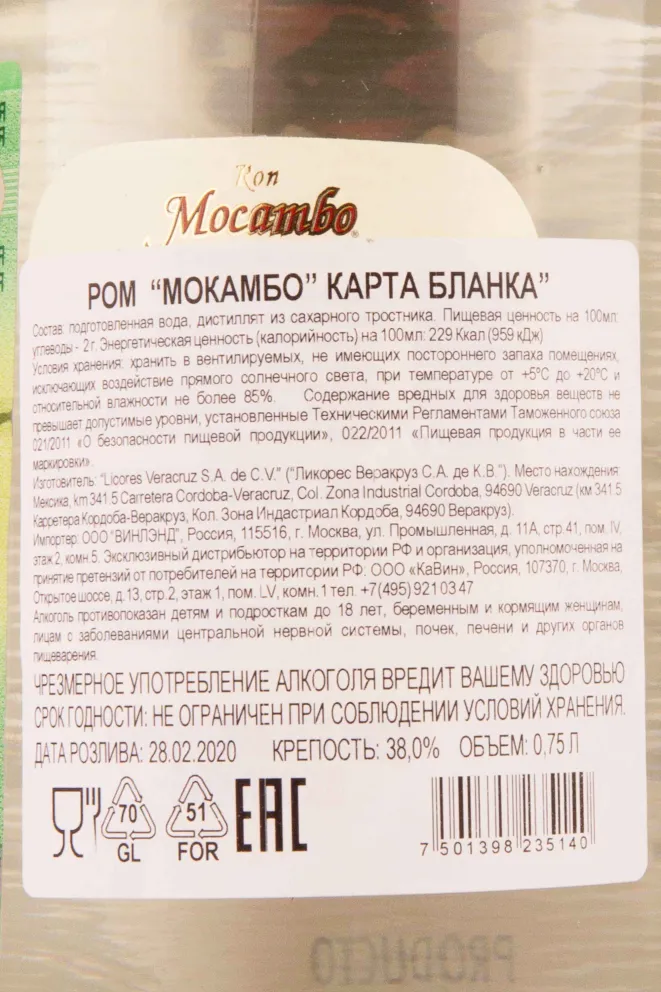 Ron
Mocambo
РОМ “МОКАМБО” КАРТА БЛАНКА”
Состав: подготовленная вода, дистиллят из сахарного тростника. Пищевая ценность на 100мл:
углеводы - 2 г. Энергетическая ценность (калорийность) на 100мл: 229 Ккал (959 кДж)
Условия хранения: хранить в вентилируемых, не имеющих постороннего запаха помещениях,
исключающих воздействие прямого солнечного света, при температуре от +5°C до +20°C и
относительной влажности не более 85%. Содержание вредных для здоровья веществ не
превышает допустимые уровни, установленные Техническими Регламентами Таможенного союза
021/2011 «О безопасности пищевой продукции», 022/2011 «Пищевая продукция в части ее
маркировки».
Изготовитель: “Licores Veracruz S.A. de C.V.” (“Ликорес Веракруз С.А. де К.В.”). Место нахождения:
Мексика, km 341.5 Carretera Cordoba-Veracruz, Col. Zona Industrial Cordoba, 94690 Veracruz (км 341.5
Карретера Кордоба-Веракруз, Кол. Зона Индастриал Кордоба, 94690 Веракруз).
Импортер: ООО “ВИНЛЭНД”, Россия, 115516, г. Москва, ул. Промышленная, д. 11А, стр. 41, пом. IV,
этаж 2, комн.5. Эксклюзивный дистрибьютор на территории РФ и организация, уполномоченная на
принятие претензий от потребителей на территории РФ: ООО «КаВин», Россия, 107370, г. Москва,
Открытое шоссе, д. 13, стр. 2, этаж 1, пом. LV, комн. 1 тел. +7(495) 921 03 47
Алкоголь противопоказан детям и подросткам до 18 лет, беременным и кормящим женщинам,
лицам с заболеваниями центральной нервной системы, почек, печени и других органов
пищеварения.
ЧРЕЗМЕРНОЕ УПОТРЕБЛЕНИЕ АЛКОГОЛЯ ВРЕДИТ ВАШЕМУ ЗДОРОВЬЮ
СРОК ГОДНОСТИ: НЕ ОГРАНИЧЕН ПРИ СОБЛЮДЕНИИ УСЛОВИЙ ХРАНЕНИЯ.
ДАТА РОЗЛИВА: 28.02.2020 КРЕПОСТЬ: 38,0% ОБЪЕМ: 0,75 Л
70 GL
51 FOR
EAC
7 501398 235140
PRODUCTO